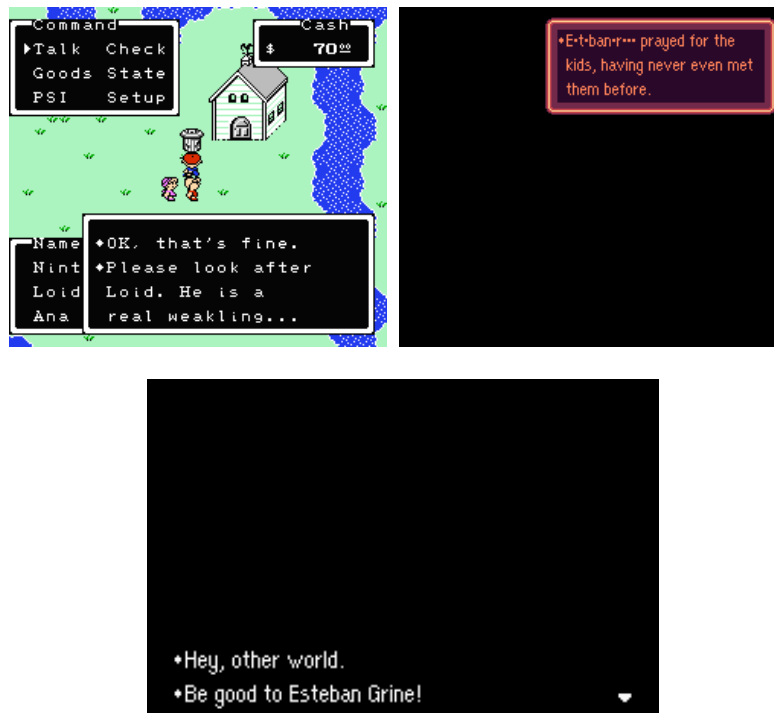 Command
▶Talk Check
Goods State
PSI Setup
Cash
$ 70.00
Name
Nint
Loid
Ana
◆OK, that's fine.
◆Please look after
Loid. He is a
real weakling...
◆E•t•ban•r••• prayed for the
kids, having never even met
them before.
◆Hey, other world.
◆Be good to Esteban Grine!